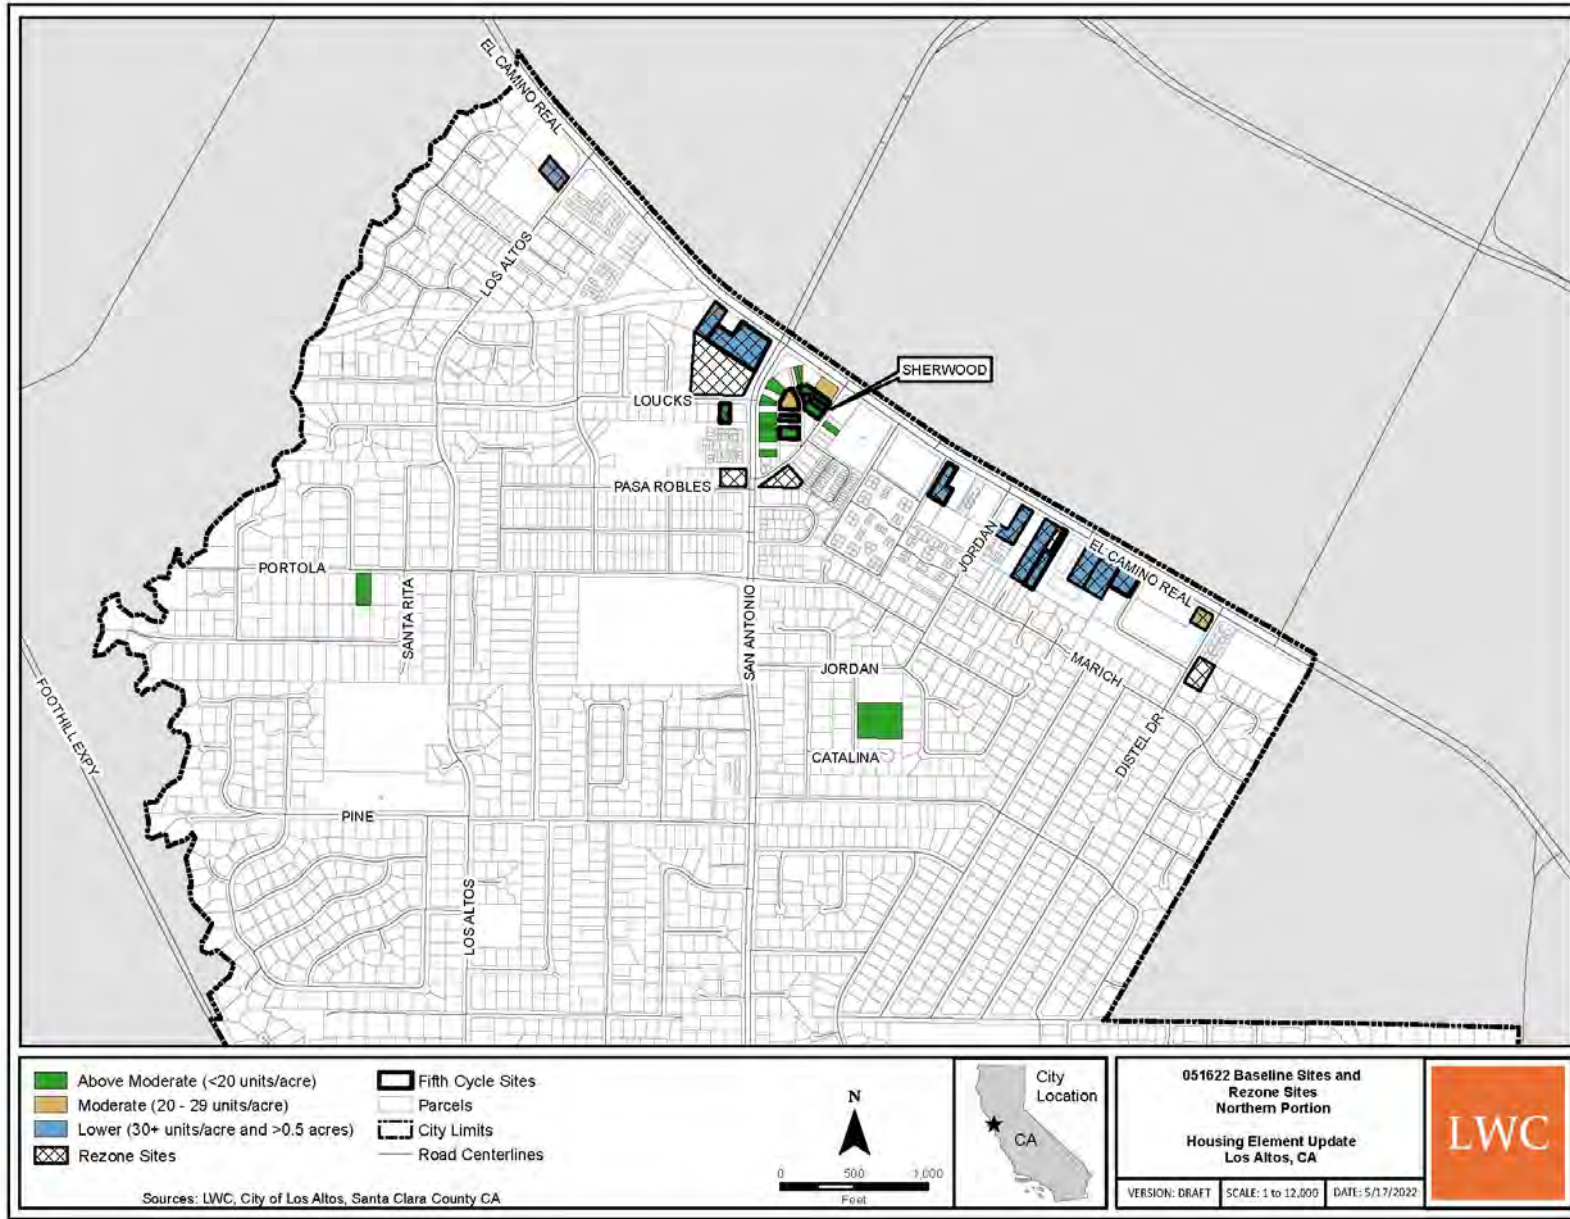 EL CAMINO REAL
LOS ALTOS
SHERWOOD
LOUCKS
PASA ROBLES
JORDAN
EL CAMINO REAL
PORTOLA
SANTA RITA
SAN ANTONIO
JORDAN
MARICH
FOOTHILL EXPY
DISTEL DR
CATALINA
PINE
LOS ALTOS
Above Moderate (<20 units/acre)
Moderate (20 - 29 units/acre)
Lower (30+ units/acre and >0.5 acres)
Rezone Sites
Fifth Cycle Sites
Parcels
City Limits
Road Centerlines
Sources: LWC, City of Los Altos, Santa Clara County CA
N
0 500 1,000
Feet
City
Location
CA
051622 Baseline Sites and
Rezone Sites
Northern Portion
Housing Element Update
Los Altos, CA
VERSION: DRAFT
SCALE: 1 to 12,000
DATE: 5/17/2022
LWC